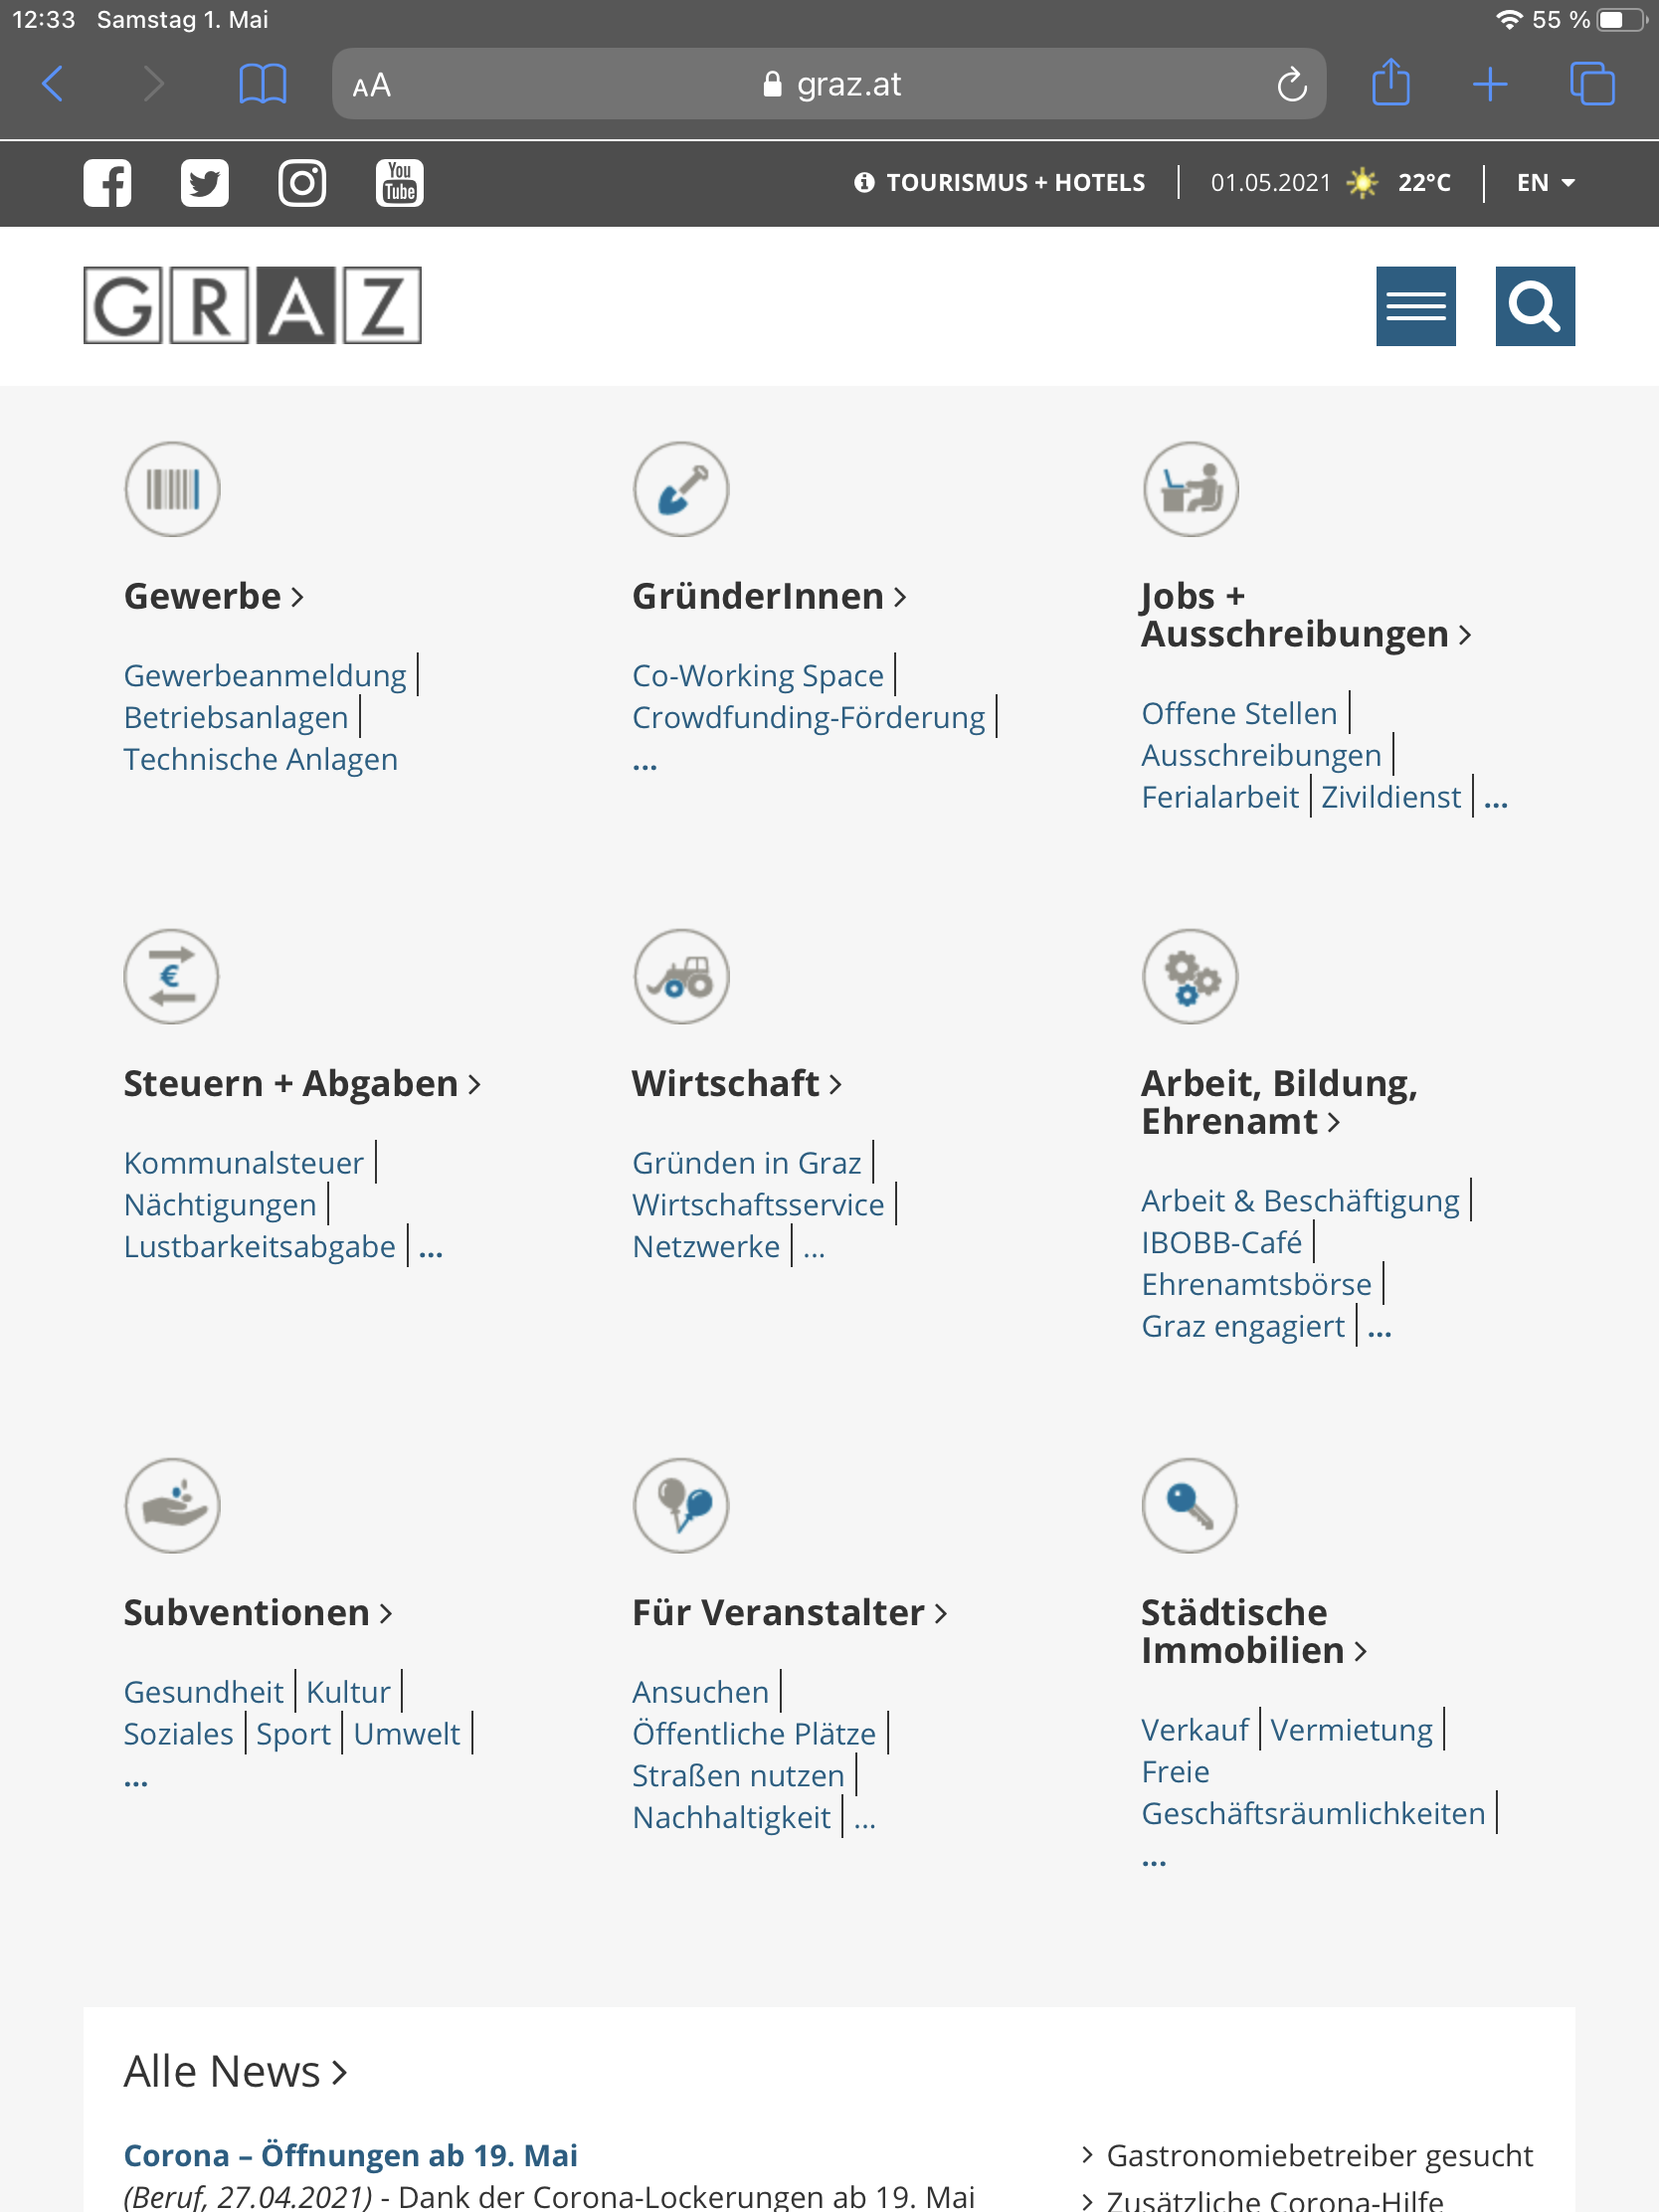 12:33 Samstag 1. Mai 55 %
AA graz.at
You
Tube
TOURISMUS + HOTELS 01.05.2021 22°C EN
GRAZ
Gewerbe
Gewerbeanmeldung
Betriebsanlagen
Technische Anlagen
GründerInnen
Co-Working Space
Crowdfunding-Förderung
...
Jobs +
Ausschreibungen
Offene Stellen
Ausschreibungen
Ferialarbeit | Zivildienst | ...
€
Steuern + Abgaben
Kommunalsteuer
Nächtigungen
Lustbarkeitsabgabe | ...
Wirtschaft
Gründen in Graz
Wirtschaftsservice
Netzwerke | ...
Arbeit, Bildung,
Ehrenamt
Arbeit & Beschäftigung
IBOBB-Café
Ehrenamtsbörse
Graz engagiert | ...
Subventionen
Gesundheit | Kultur
Soziales | Sport | Umwelt
...
Für Veranstalter
Ansuchen
Öffentliche Plätze
Straßen nutzen
Nachhaltigkeit | ...
Städtische
Immobilien
Verkauf | Vermietung
Freie
Geschäftsräumlichkeiten
...
Alle News
Corona – Öffnungen ab 19. Mai
(Beruf, 27.04.2021) - Dank der Corona-Lockerungen ab 19. Mai
Gastronomiebetreiber gesucht
Zusätzliche Corona-Hilfe